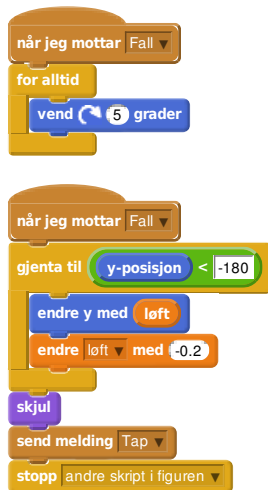 når jeg mottar Fall
for alltid
vend 5 grader
når jeg mottar Fall
gjenta til y-posisjon < -180
endre y med løft
endre løft med -0.2
skjul
send melding Tap
stopp andre skript i figuren